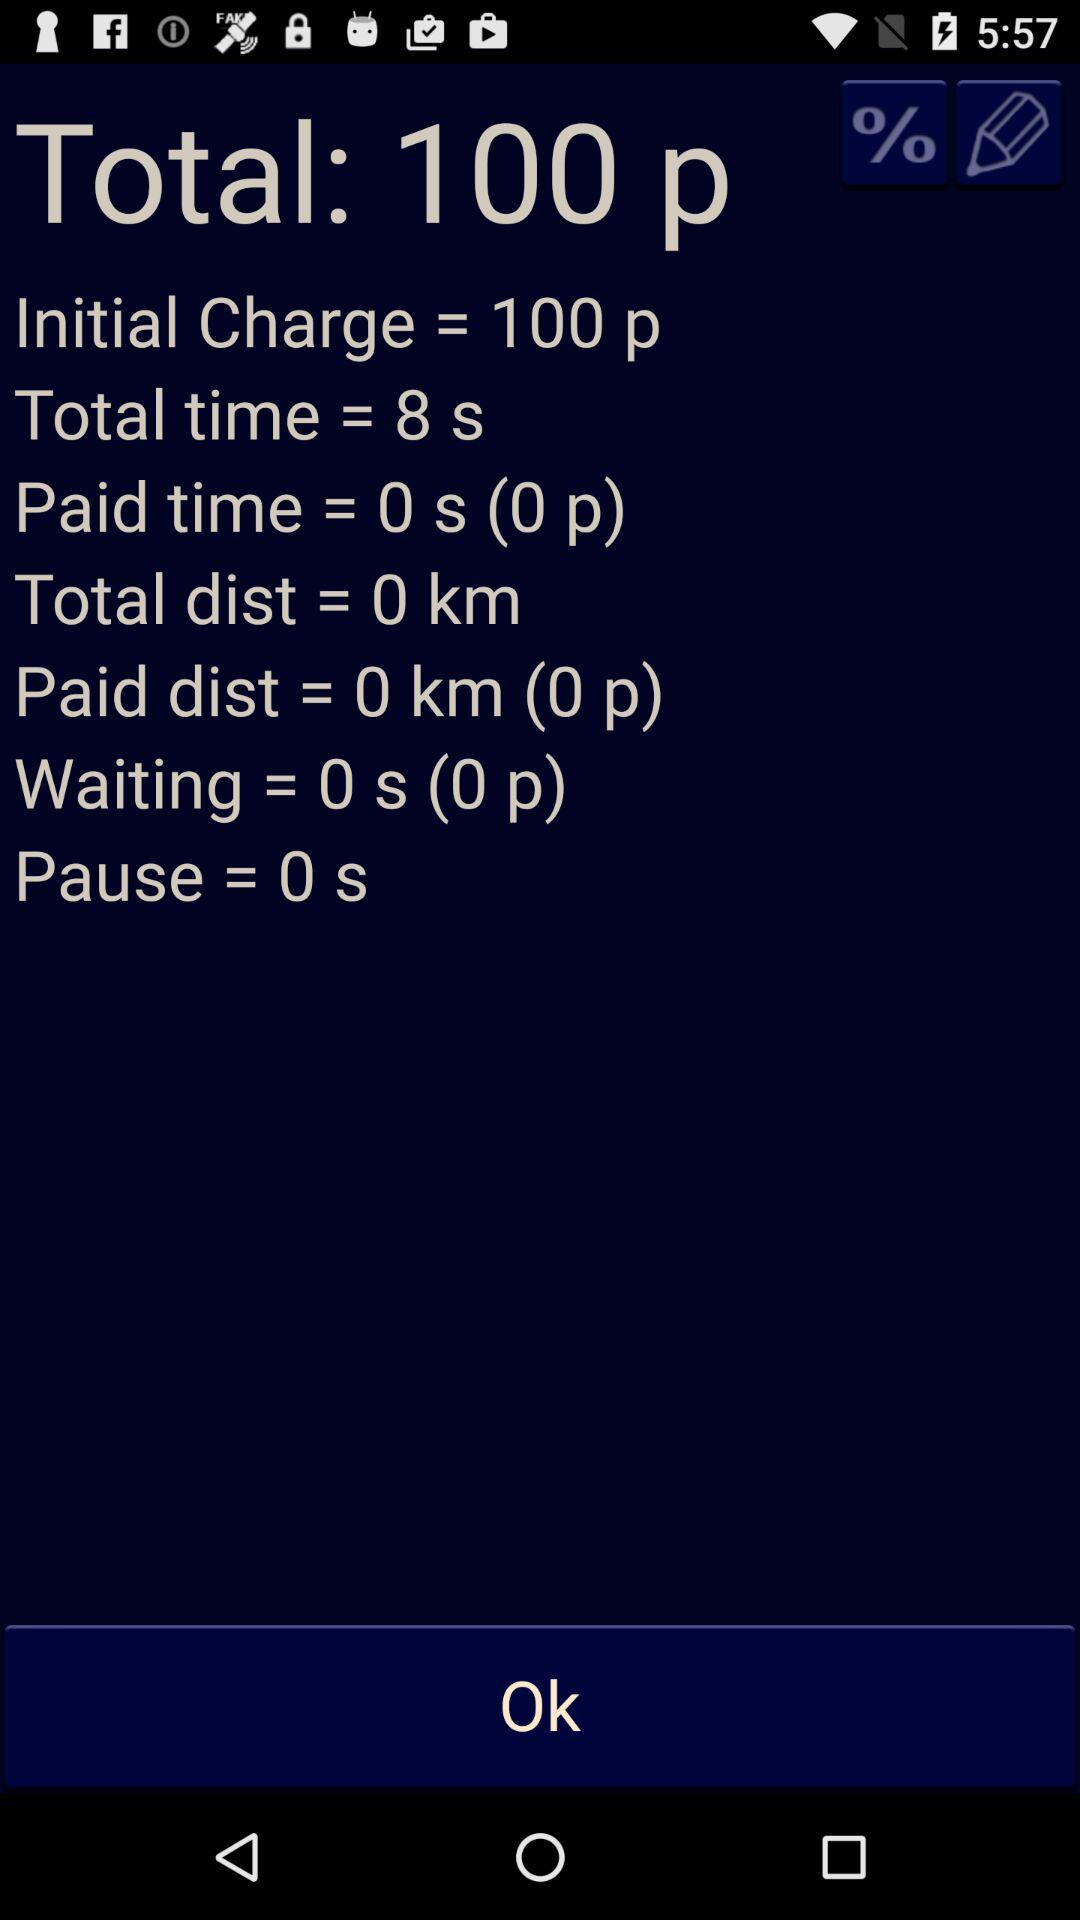 FAKE
5:57
Total: 100 p
%
Initial Charge = 100 p
Total time = 8 s
Paid time = 0 s (0 p)
Total dist = 0 km
Paid dist = 0 km (0 p)
Waiting = 0 s (0 p)
Pause = 0 s
Ok